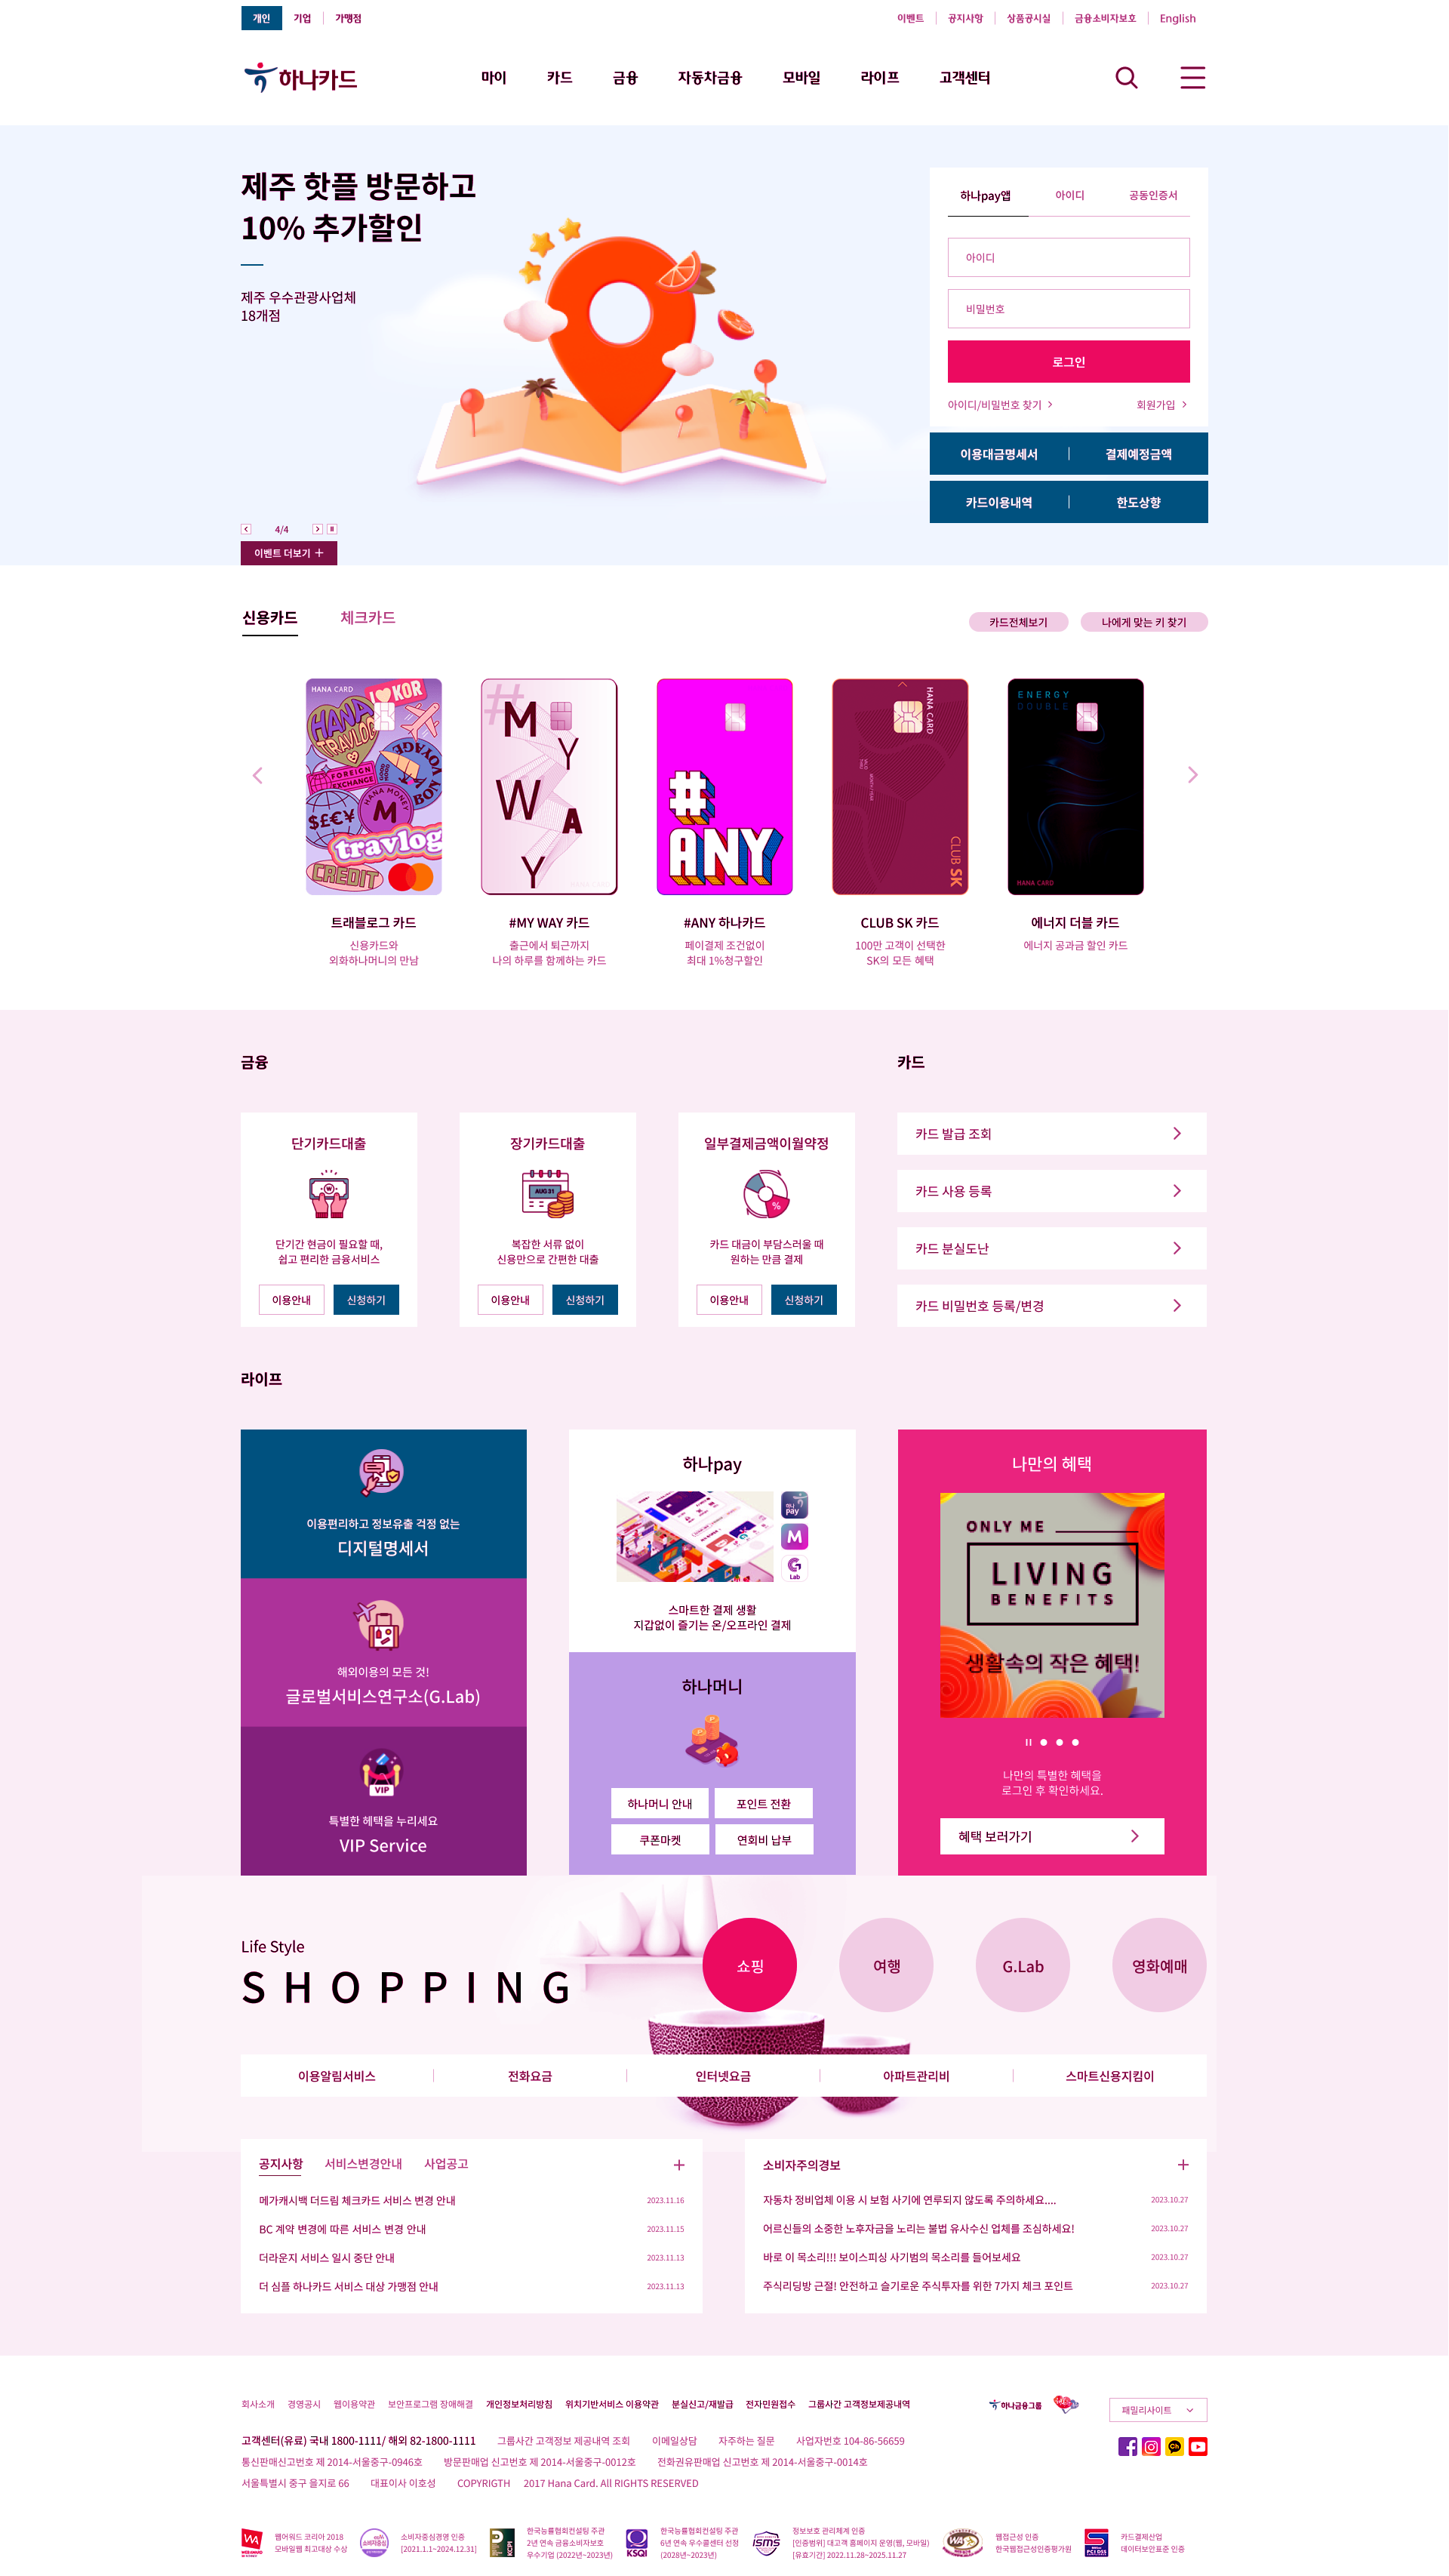 개인 기업 가맹점 이벤트 공지사항 상품공시실 금융소비자보호 English
하나카드 마이 카드 금융 자동차금융 모바일 라이프 고객센터
제주 핫플 방문하고
10% 추가할인
제주 우수관광사업체
18개점
4/4
이벤트 더보기
하나pay앱 아이디 공동인증서
아이디
비밀번호
로그인
아이디/비밀번호 찾기 회원가입
이용대금명세서 결제예정금액
카드이용내역 한도상향
신용카드 체크카드 카드전체보기 나에게 맞는 키 찾기
HANA CARD
I KOR
HANA TRAVLOG
BON VOYAGE
GOOD MOOD
FOREIGN EXCHANGE
HANA MONEY
M
$£€¥
travlog
CREDIT
#
M
Y
W
A
Y
#
ANY
HANA CARD
CLUB SK
ENERGY
DOUBLE
HANA CARD
트래블로그 카드
신용카드와
외화하나머니의 만남
#MY WAY 카드
출근에서 퇴근까지
나의 하루를 함께하는 카드
#ANY 하나카드
페이결제 조건없이
최대 1%청구할인
CLUB SK 카드
100만 고객이 선택한
SK의 모든 혜택
에너지 더블 카드
에너지 공과금 할인 카드
금융
단기카드대출
단기간 현금이 필요할 때,
쉽고 편리한 금융서비스
이용안내 신청하기
장기카드대출
AUG 31
복잡한 서류 없이
신용만으로 간편한 대출
이용안내 신청하기
일부결제금액이월약정
%
카드 대금이 부담스러울 때
원하는 만큼 결제
이용안내 신청하기
카드
카드 발급 조회
카드 사용 등록
카드 분실도난
카드 비밀번호 등록/변경
라이프
이용편리하고 정보유출 걱정 없는
디지털명세서
해외이용의 모든 것!
글로벌서비스연구소(G.Lab)
VIP
특별한 혜택을 누리세요
VIP Service
하나pay
하나
pay
M
G
Lab
스마트한 결제 생활
지갑없이 즐기는 온/오프라인 결제
하나머니
하나머니 안내 포인트 전환
쿠폰마켓 연회비 납부
나만의 혜택
ONLY ME
LIVING
BENEFITS
생활속의 작은 혜택!
나만의 특별한 혜택을
로그인 후 확인하세요.
혜택 보러가기
Life Style
SHOPPING
쇼핑 여행 G.Lab 영화예매
이용알림서비스 전화요금 인터넷요금 아파트관리비 스마트신용지킴이
공지사항 서비스변경안내 사업공고
메가캐시백 더드림 체크카드 서비스 변경 안내 2023.11.16
BC 계약 변경에 따른 서비스 변경 안내 2023.11.15
더라운지 서비스 일시 중단 안내 2023.11.13
더 심플 하나카드 서비스 대상 가맹점 안내 2023.11.13
소비자주의경보
자동차 정비업체 이용 시 보험 사기에 연루되지 않도록 주의하세요.... 2023.10.27
어르신들의 소중한 노후자금을 노리는 불법 유사수신 업체를 조심하세요! 2023.10.27
바로 이 목소리!!! 보이스피싱 사기범의 목소리를 들어보세요 2023.10.27
주식리딩방 근절! 안전하고 슬기로운 주식투자를 위한 7가지 체크 포인트 2023.10.27
회사소개 경영공시 웹이용약관 보안프로그램 장애해결 개인정보처리방침 위치기반서비스 이용약관 분실신고/재발급 전자민원접수 그룹사간 고객정보제공내역 하나금융그룹 패밀리사이트
고객센터(유료) 국내 1800-1111/ 해외 82-1800-1111 그룹사간 고객정보 제공내역 조회 이메일상담 자주하는 질문 사업자번호 104-86-56659
통신판매신고번호 제 2014-서울중구-0946호 방문판매업 신고번호 제 2014-서울중구-0012호 전화권유판매업 신고번호 제 2014-서울중구-0014호
서울특별시 중구 을지로 66 대표이사 이호성 COPYRIGTH 2017 Hana Card. All RIGHTS RESERVED
웹어워드 코리아 2018
모바일웹 최고대상 수상
소비자중심경영 인증
[2021.1.1~2024.12.31]
KCPI
한국능률협회컨설팅 주관
2년 연속 금융소비자보호
우수기업 (2022년~2023년)
KSQI
한국능률협회컨설팅 주관
6년 연속 우수콜센터 선정
(2028년~2023년)
ISMS
정보보호 관리체계 인증
[인증범위] 대고객 홈페이지 운영(웹, 모바일)
[유효기간] 2022.11.28~2025.11.27
WA
웹접근성 인증
한국웹접근성인증평가원
PCI DSS
카드결제산업
데이터보안표준 인증